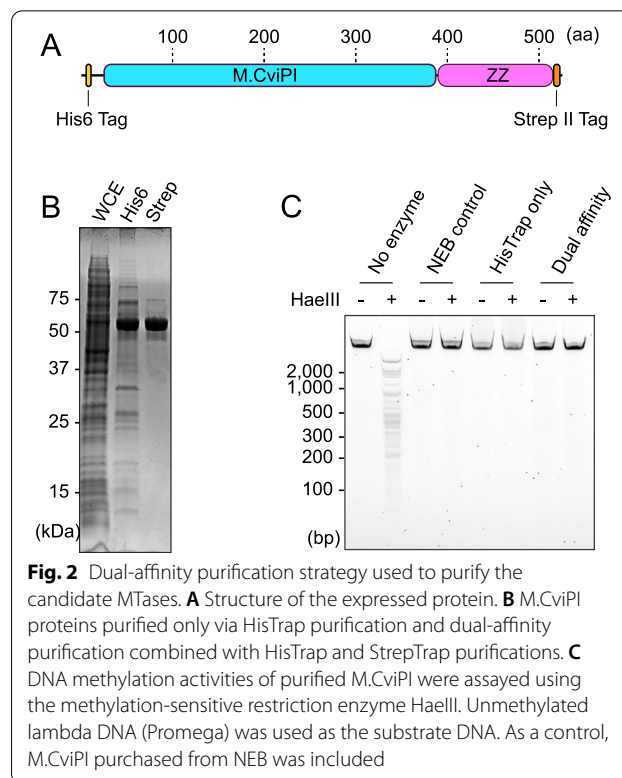 A
100 200 300 400 500 (aa)
M.CviPI ZZ
His6 Tag Strep II Tag
B
WCE His6 Strep
75
50
37
25
15
(kDa)
C
No enzyme NEB control HisTrap only Dual affinity
HaeIII - + - + - + - +
2,000
1,000
500
300
200
100
(bp)
Fig. 2 Dual-affinity purification strategy used to purify the
candidate MTases. A Structure of the expressed protein. B M.CviPI
proteins purified only via HisTrap purification and dual-affinity
purification combined with HisTrap and StrepTrap purifications. C
DNA methylation activities of purified M.CviPI were assayed using
the methylation-sensitive restriction enzyme HaeIII. Unmethylated
lambda DNA (Promega) was used as the substrate DNA. As a control,
M.CviPI purchased from NEB was included